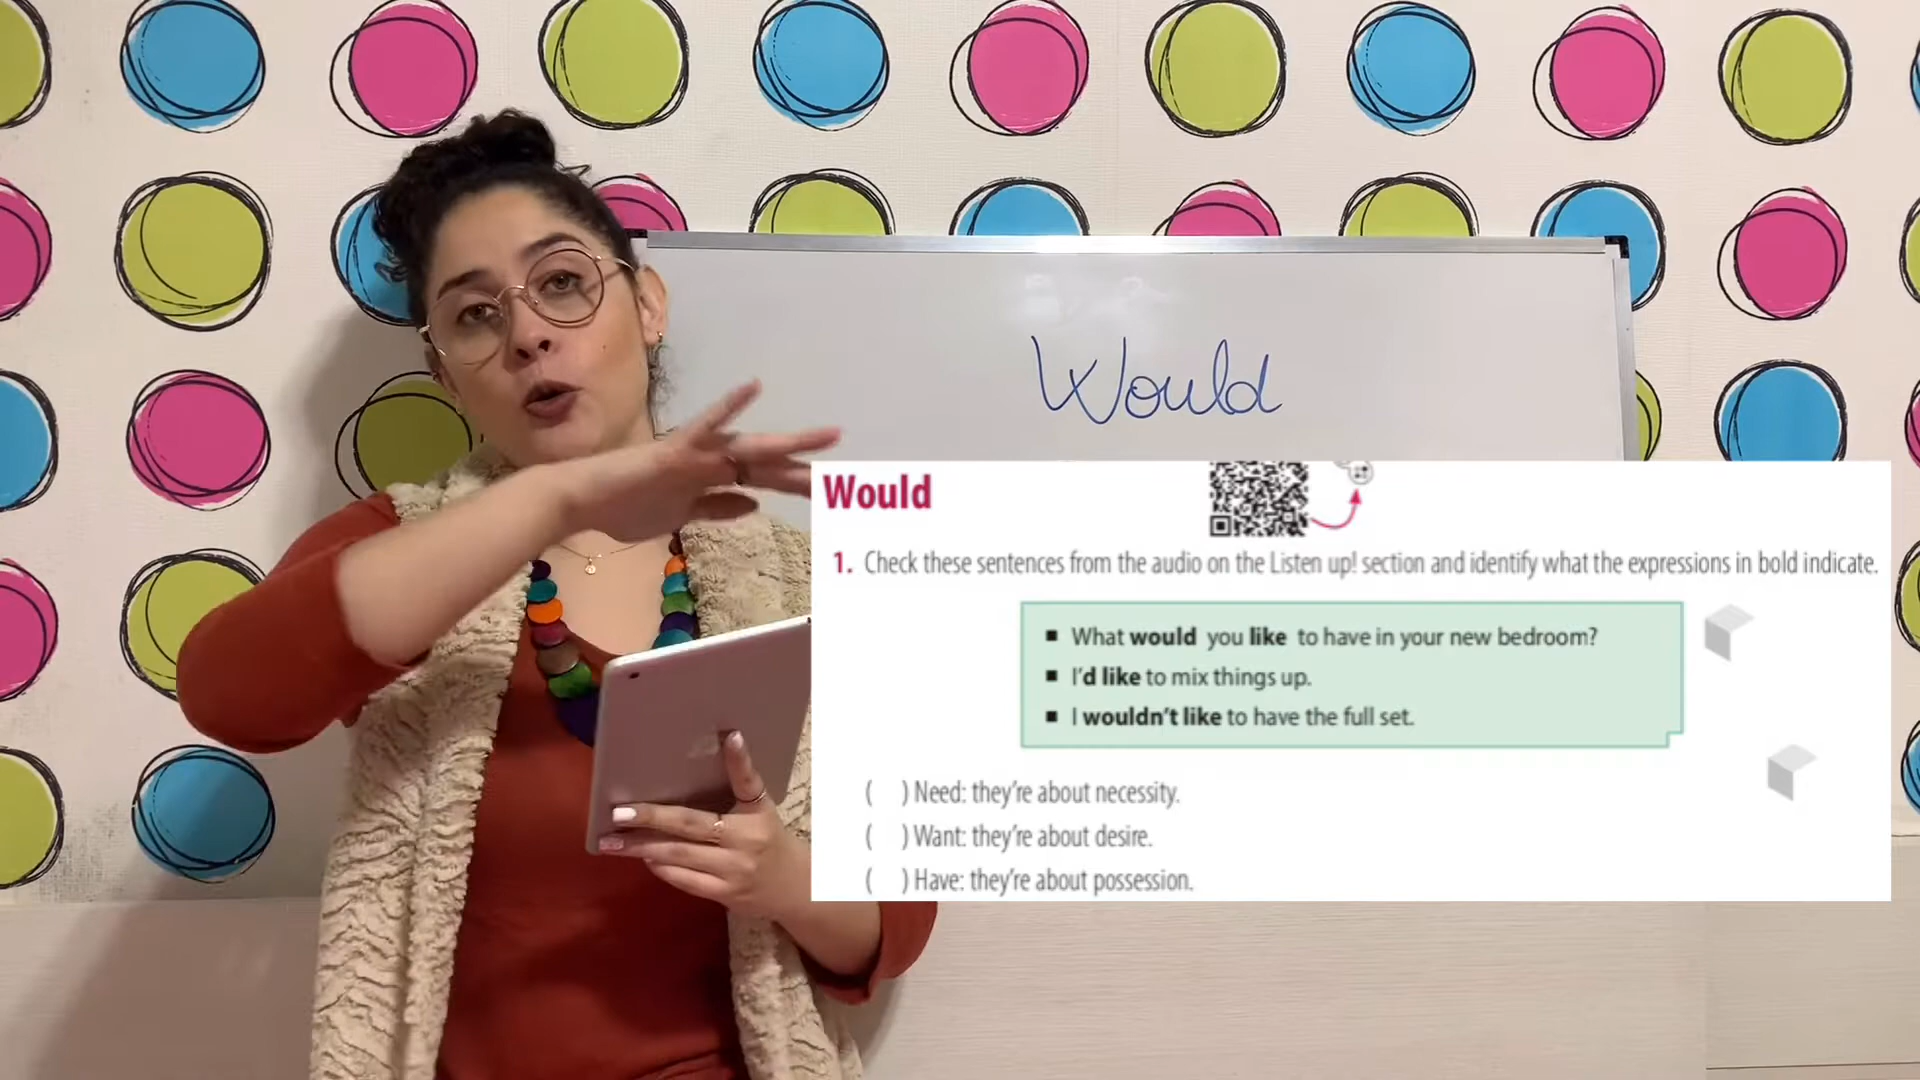 Would
Would
1. Check these sentences from the audio on the Listen up! section and identify what the expressions in bold indicate.
■ What would you like to have in your new bedroom?
■ I'd like to mix things up.
■ I wouldn't like to have the full set.
( ) Need: they're about necessity.
( ) Want: they're about desire.
( ) Have: they're about possession.